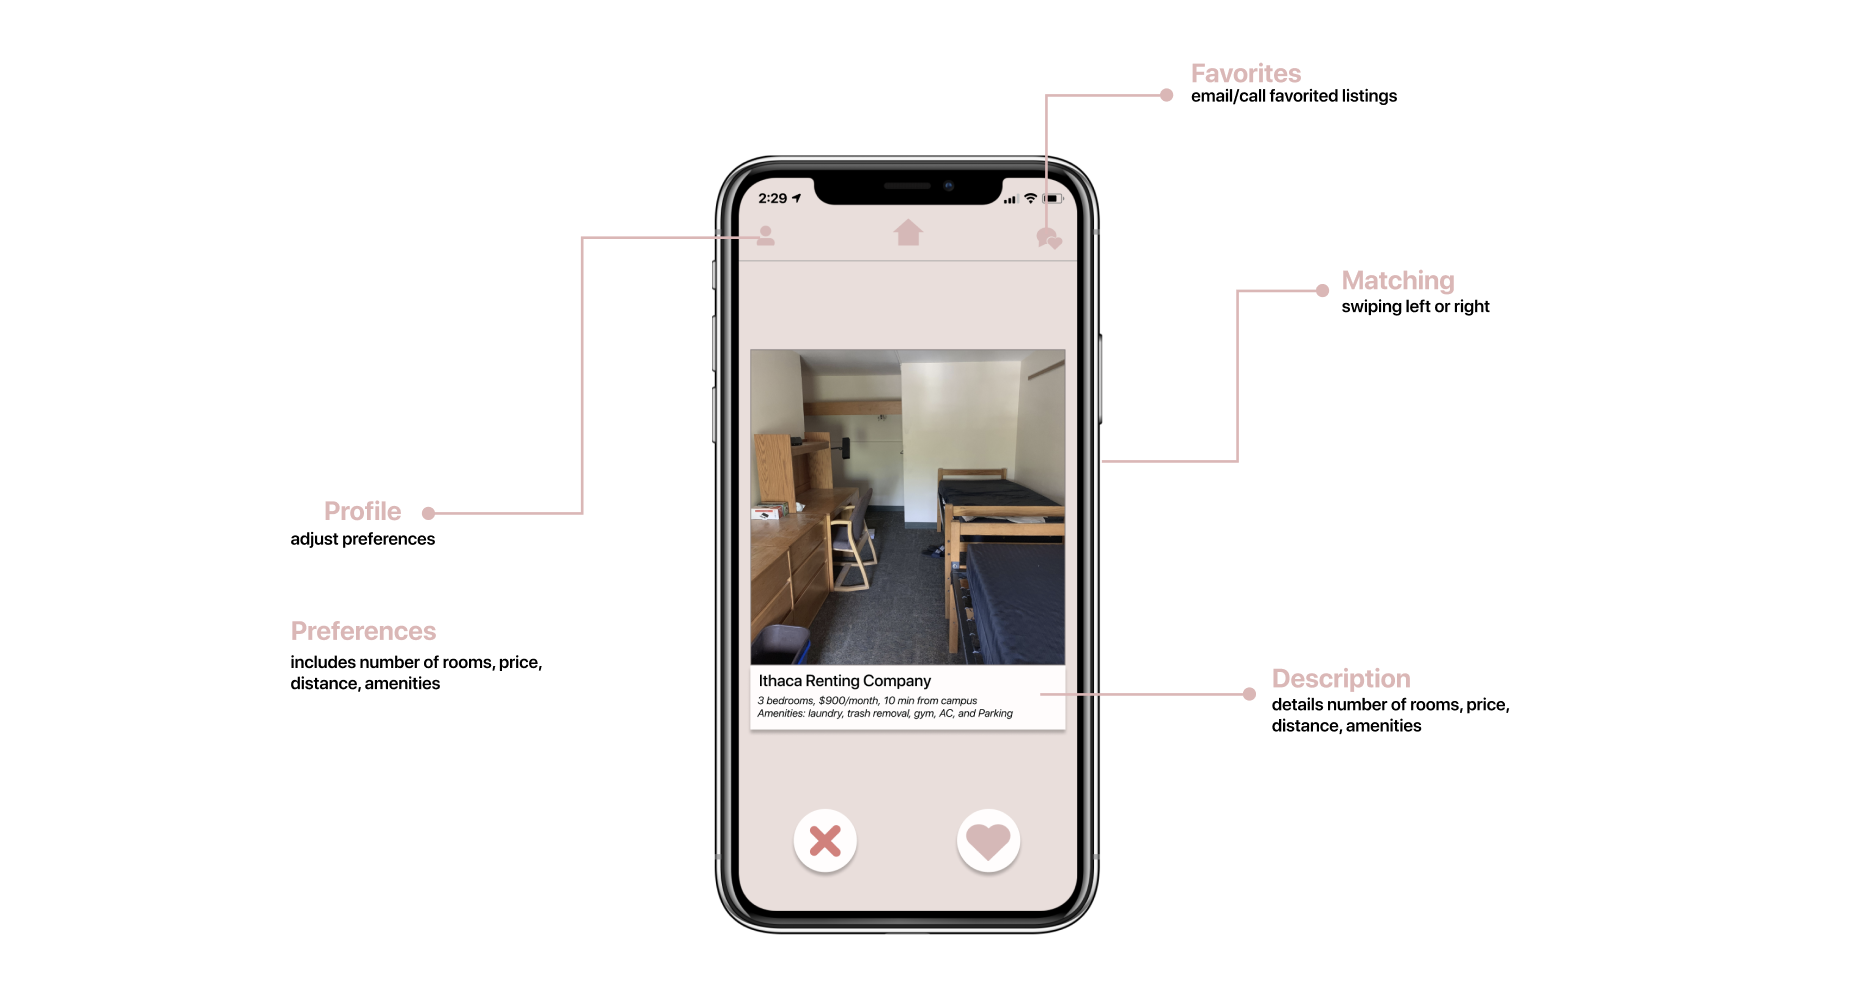 Favorites
email/call favorited listings
2:29
Matching
swiping left or right
Profile
adjust preferences
Preferences
includes number of rooms, price,
distance, amenities
Ithaca Renting Company
3 bedrooms, $900/month, 10 min from campus
Amenities: laundry, trash removal, gym, AC, and Parking
Description
details number of rooms, price,
distance, amenities